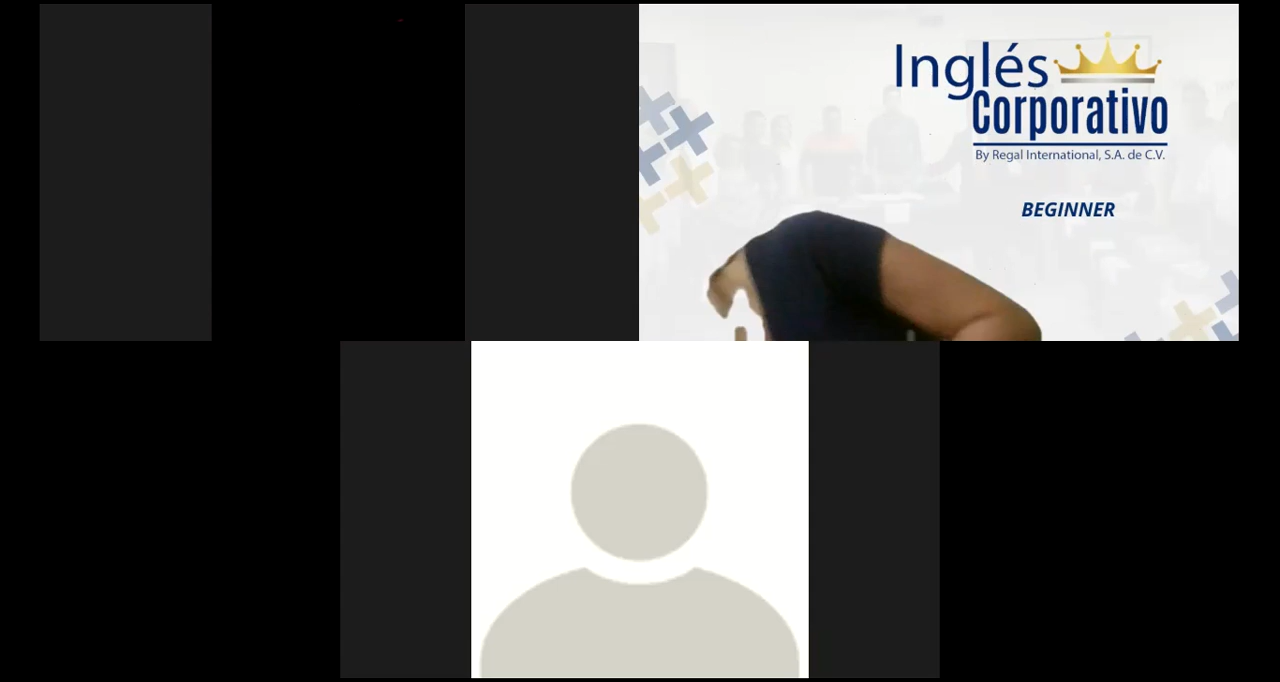 Inglés
Corporativo
By Regal International, S.A. de C.V.
BEGINNER